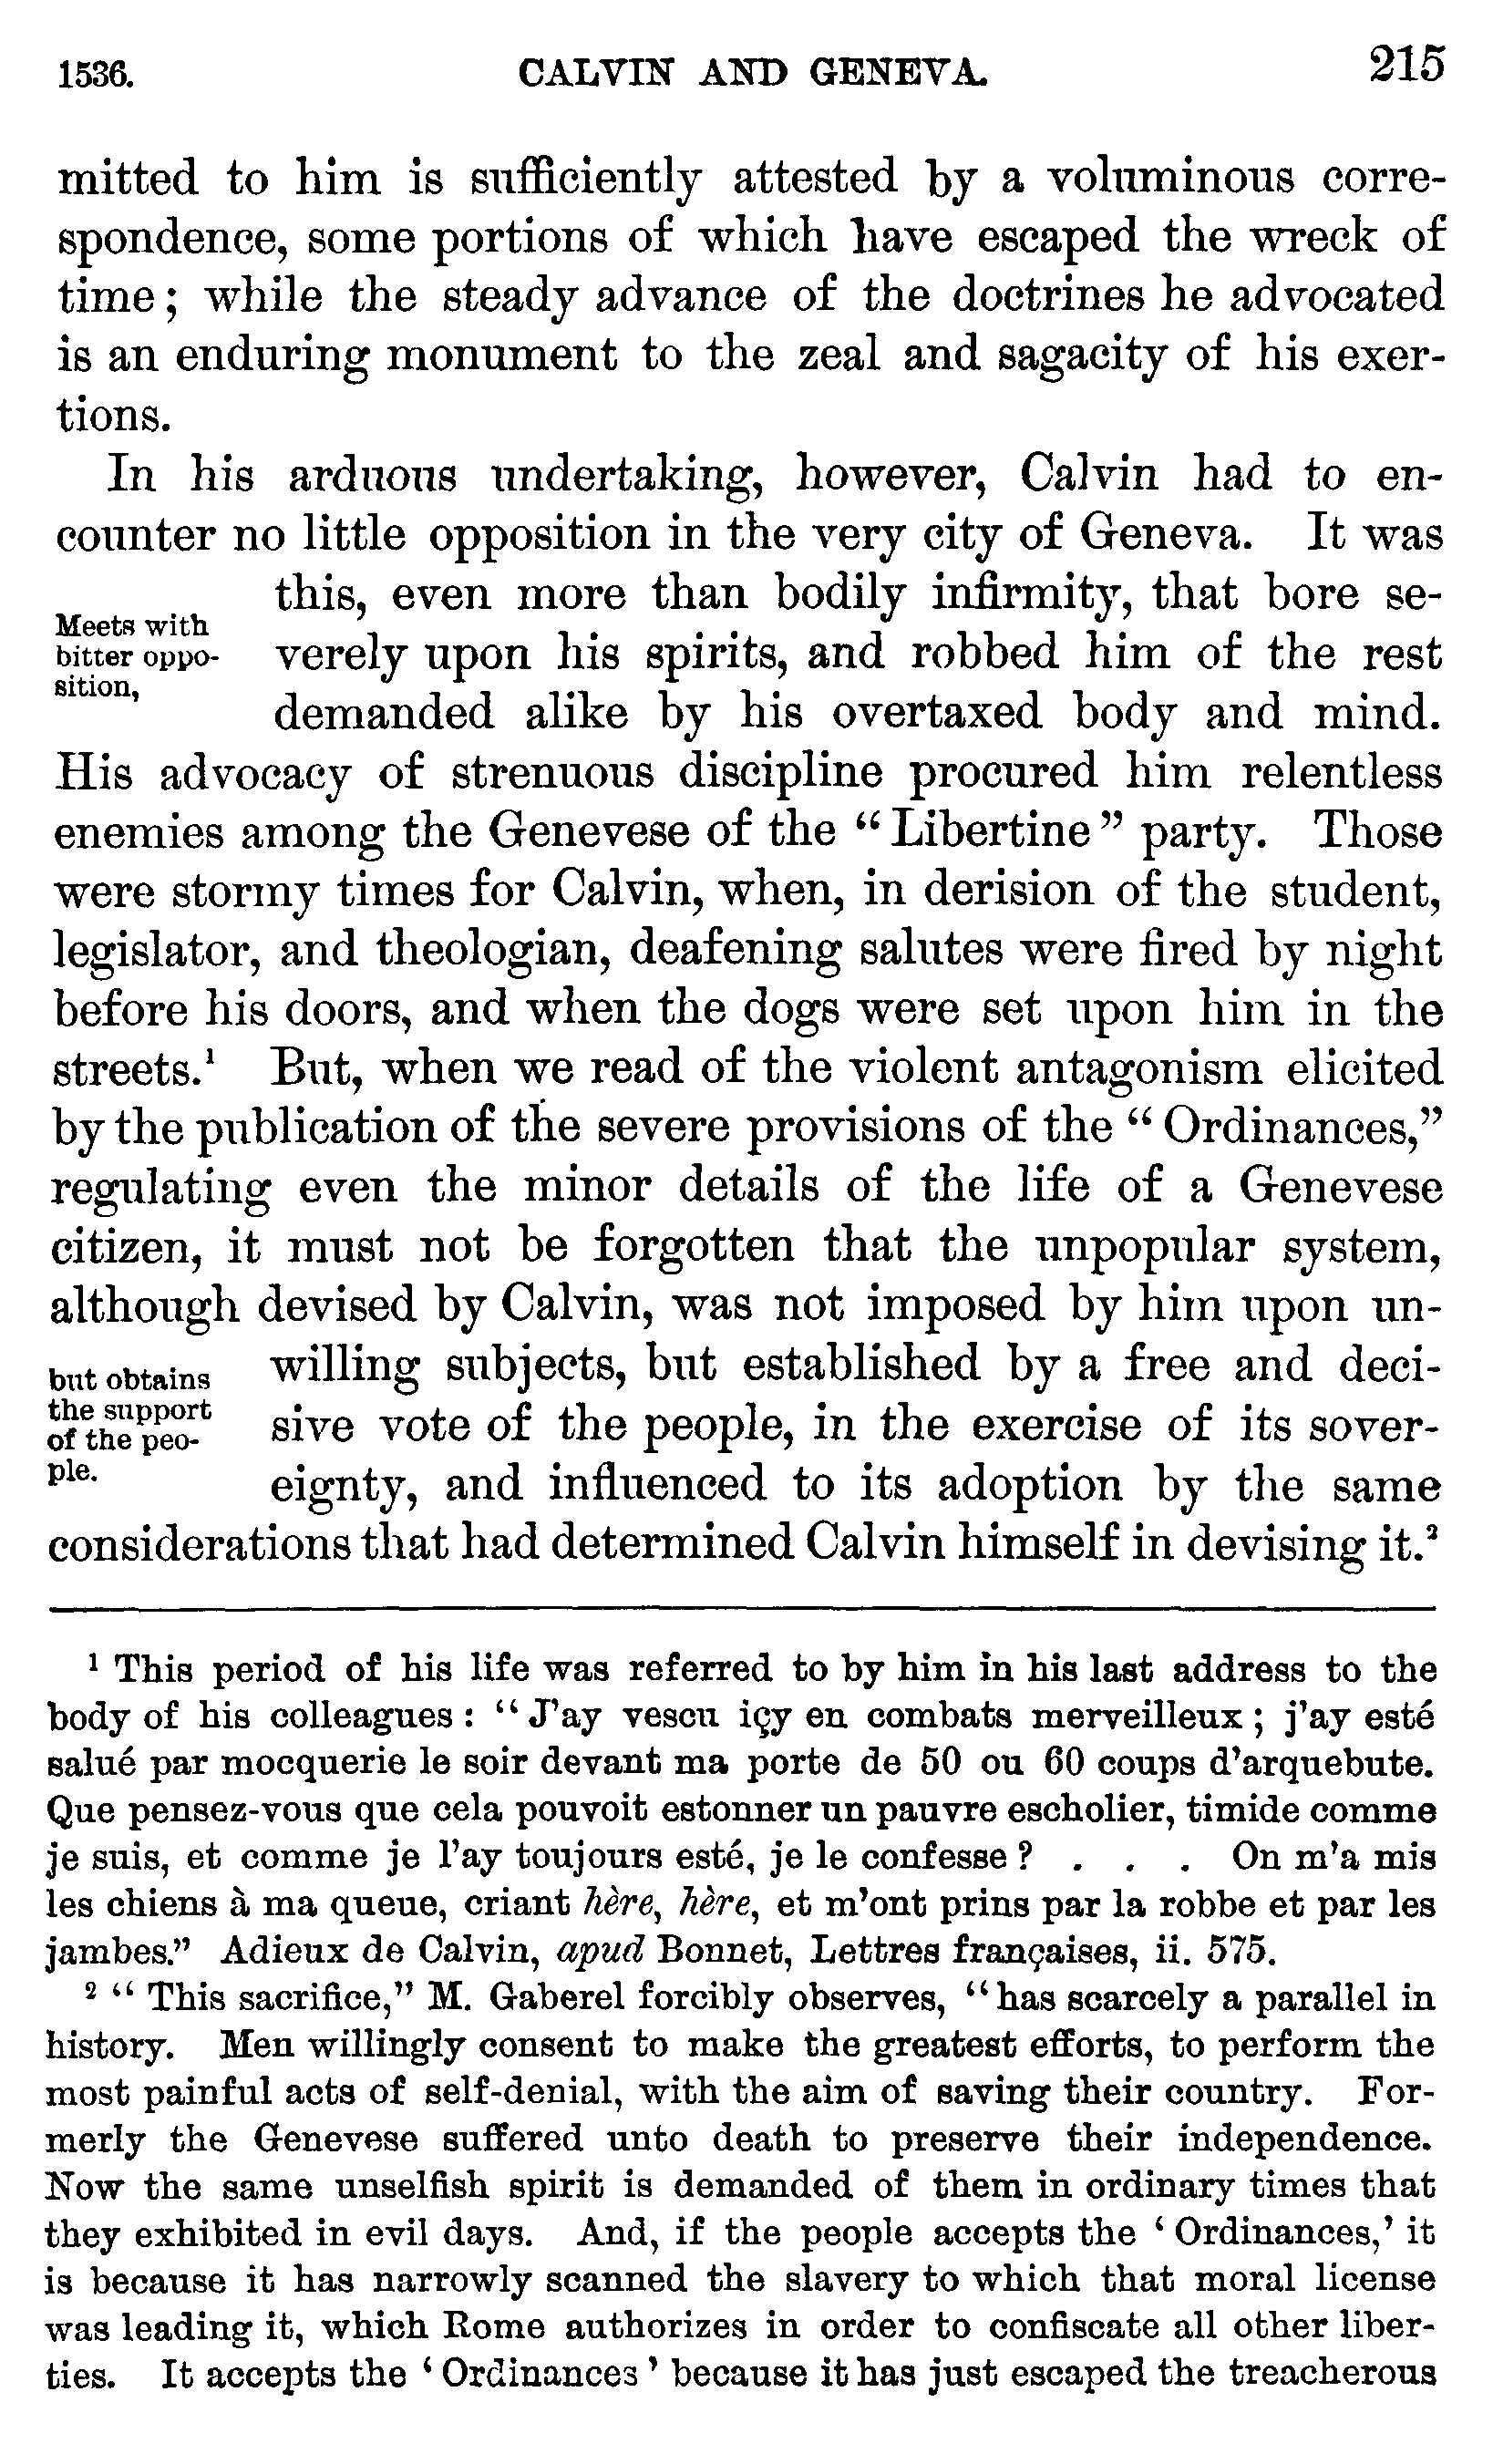 1536. CALVIN AND GENEVA. 215
mitted to him is sufficiently attested by a voluminous corre-
spondence, some portions of which have escaped the wreck of
time; while the steady advance of the doctrines he advocated
is an enduring monument to the zeal and sagacity of his exer-
tions.
In his arduous undertaking, however, Calvin had to en-
counter no little opposition in the very city of Geneva. It was
this, even more than bodily infirmity, that bore se-
Meets with
bitter oppo-
sition,
verely upon his spirits, and robbed him of the rest
demanded alike by his overtaxed body and mind.
His advocacy of strenuous discipline procured him relentless
enemies among the Genevese of the “Libertine” party. Those
were stormy times for Calvin, when, in derision of the student,
legislator, and theologian, deafening salutes were fired by night
before his doors, and when the dogs were set upon him in the
streets.¹ But, when we read of the violent antagonism elicited
by the publication of the severe provisions of the “Ordinances,”
regulating even the minor details of the life of a Genevese
citizen, it must not be forgotten that the unpopular system,
although devised by Calvin, was not imposed by him upon un-
but obtains
the support
of the peo-
ple.
willing subjects, but established by a free and deci-
sive vote of the people, in the exercise of its sover-
eignty, and influenced to its adoption by the same
considerations that had determined Calvin himself in devising it.²
¹ This period of his life was referred to by him in his last address to the
body of his colleagues: “J’ay vescu içy en combats merveilleux; j’ay esté
salué par mocquerie le soir devant ma porte de 50 ou 60 coups d’arquebute.
Que pensez-vous que cela pouvoit estonner un pauvre escholier, timide comme
je suis, et comme je l’ay toujours esté, je le confesse? . . . On m’a mis
les chiens à ma queue, criant hère, hère, et m’ont prins par la robbe et par les
jambes.” Adieux de Calvin, apud Bonnet, Lettres françaises, ii. 575.
² “This sacrifice,” M. Gaberel forcibly observes, “has scarcely a parallel in
history. Men willingly consent to make the greatest efforts, to perform the
most painful acts of self-denial, with the aim of saving their country. For-
merly the Genevese suffered unto death to preserve their independence.
Now the same unselfish spirit is demanded of them in ordinary times that
they exhibited in evil days. And, if the people accepts the ‘Ordinances,’ it
is because it has narrowly scanned the slavery to which that moral license
was leading it, which Rome authorizes in order to confiscate all other liber-
ties. It accepts the ‘Ordinances’ because it has just escaped the treacherous